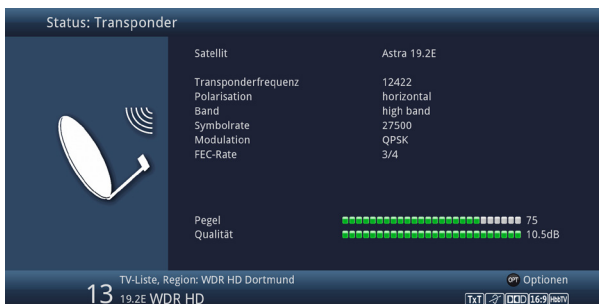 Status: Transponder
Satellit Astra 19.2E
Transponderfrequenz 12422
Polarisation horizontal
Band high band
Symbolrate 27500
Modulation QPSK
FEC-Rate 3/4
Pegel 75
Qualität 10.5dB
TV-Liste, Region: WDR HD Dortmund OPT Optionen
13 19.2E WDR HD TxT 16:9 HbbTV